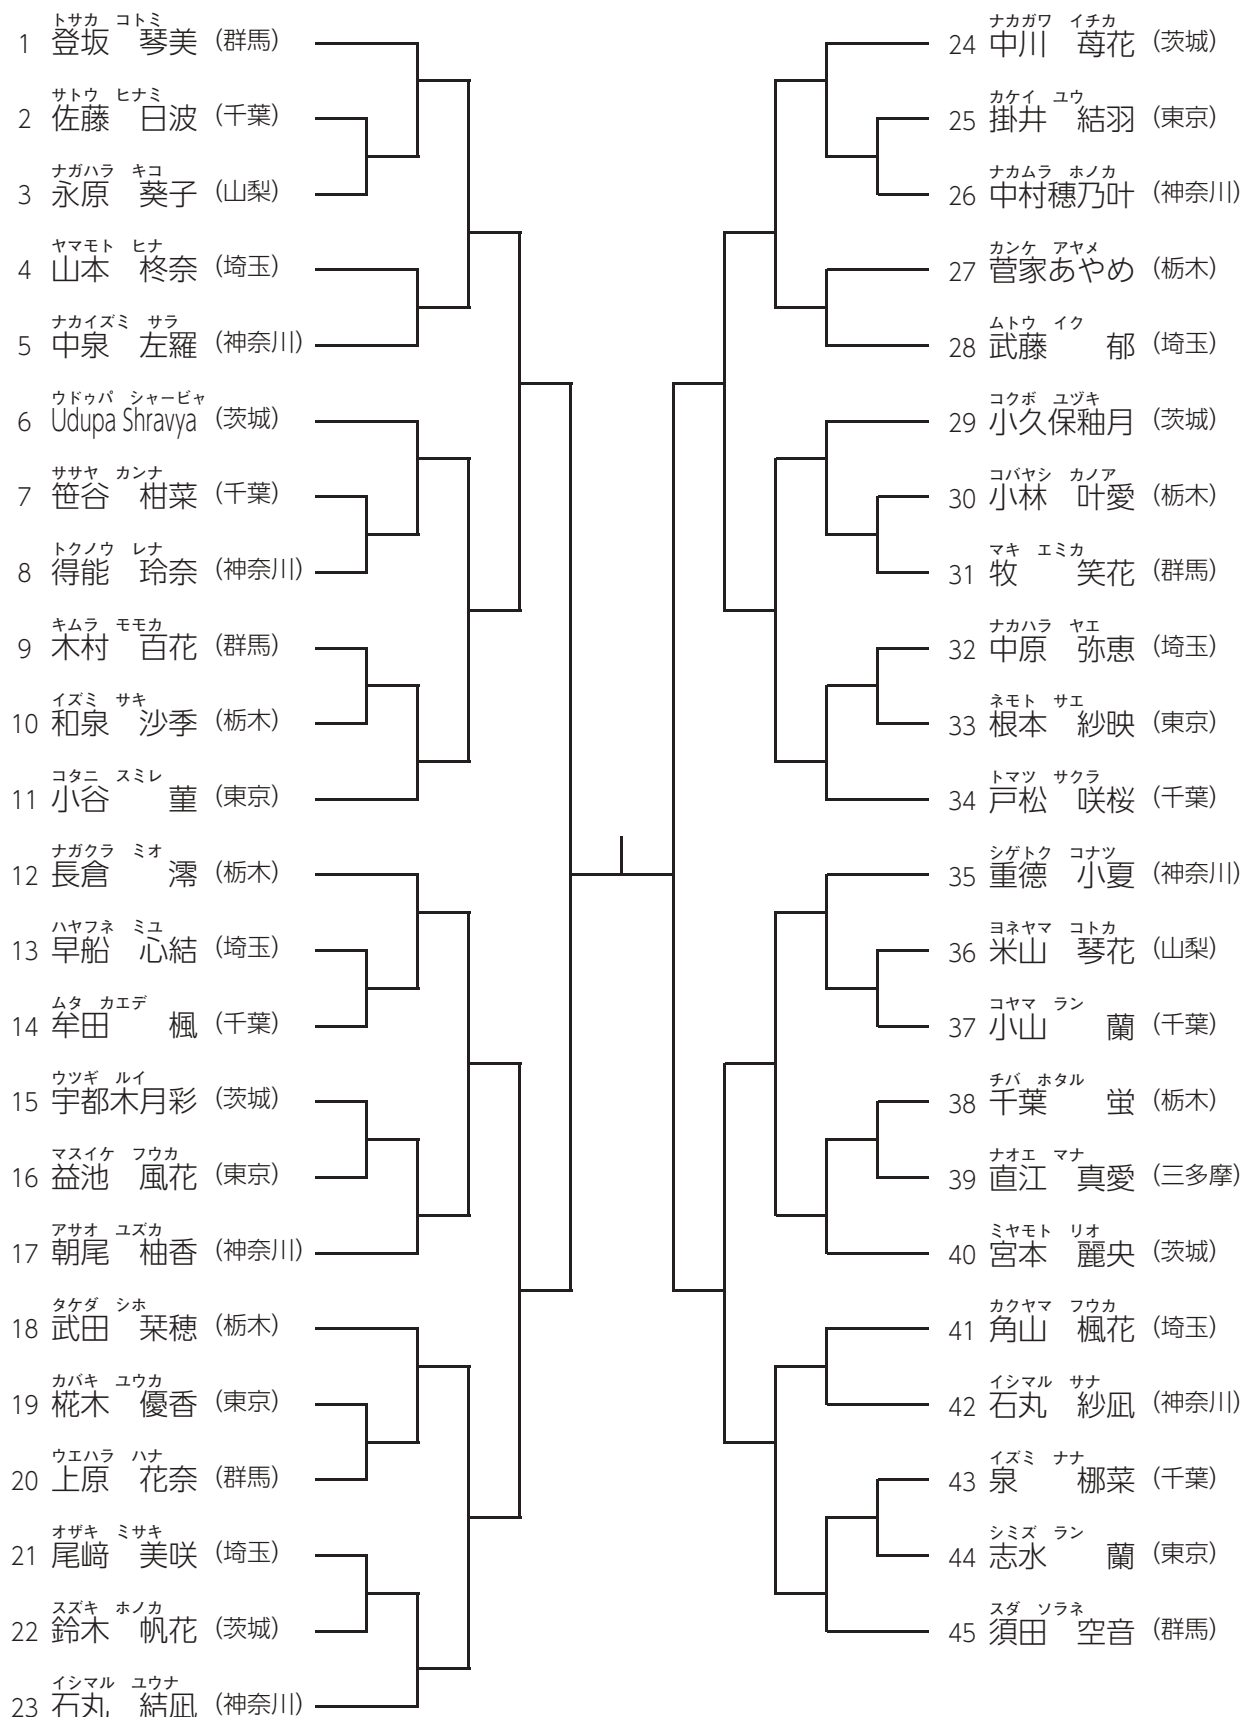 トサカ コトミ
1 登坂 琴美 (群馬)
サトウ ヒナミ
2 佐藤 日波 (千葉)
ナガハラ キコ
3 永原 葵子 (山梨)
ヤマモト ヒナ
4 山本 柊奈 (埼玉)
ナカイズミ サラ
5 中泉 左羅 (神奈川)
ウドゥパ シャービャ
6 Udupa Shravya (茨城)
ササヤ カンナ
7 笹谷 柑菜 (千葉)
トクノウ レナ
8 得能 玲奈 (神奈川)
キムラ モモカ
9 木村 百花 (群馬)
イズミ サキ
10 和泉 沙季 (栃木)
コタニ スミレ
11 小谷 菫 (東京)
ナガクラ ミオ
12 長倉 澪 (栃木)
ハヤフネ ミユ
13 早船 心結 (埼玉)
ムタ カエデ
14 牟田 楓 (千葉)
ウツギ ルイ
15 宇都木月彩 (茨城)
マスイケ フウカ
16 益池 風花 (東京)
アサオ ユズカ
17 朝尾 柚香 (神奈川)
タケダ シホ
18 武田 栞穂 (栃木)
カバキ ユウカ
19 椛木 優香 (東京)
ウエハラ ハナ
20 上原 花奈 (群馬)
オザキ ミサキ
21 尾﨑 美咲 (埼玉)
スズキ ホノカ
22 鈴木 帆花 (茨城)
イシマル ユウナ
23 石丸 結凪 (神奈川)
ナカガワ イチカ
24 中川 苺花 (茨城)
カケイ ユウ
25 掛井 結羽 (東京)
ナカムラ ホノカ
26 中村穂乃叶 (神奈川)
カンケ アヤメ
27 菅家あやめ (栃木)
ムトウ イク
28 武藤 郁 (埼玉)
コクボ ユヅキ
29 小久保釉月 (茨城)
コバヤシ カノア
30 小林 叶愛 (栃木)
マキ エミカ
31 牧 笑花 (群馬)
ナカハラ ヤエ
32 中原 弥恵 (埼玉)
ネモト サエ
33 根本 紗映 (東京)
トマツ サクラ
34 戸松 咲桜 (千葉)
シゲトク コナツ
35 重德 小夏 (神奈川)
ヨネヤマ コトカ
36 米山 琴花 (山梨)
コヤマ ラン
37 小山 蘭 (千葉)
チバ ホタル
38 千葉 蛍 (栃木)
ナオエ マナ
39 直江 真愛 (三多摩)
ミヤモト リオ
40 宮本 麗央 (茨城)
カクヤマ フウカ
41 角山 楓花 (埼玉)
イシマル サナ
42 石丸 紗凪 (神奈川)
イズミ ナナ
43 泉 梛菜 (千葉)
シミズ ラン
44 志水 蘭 (東京)
スダ ソラネ
45 須田 空音 (群馬)